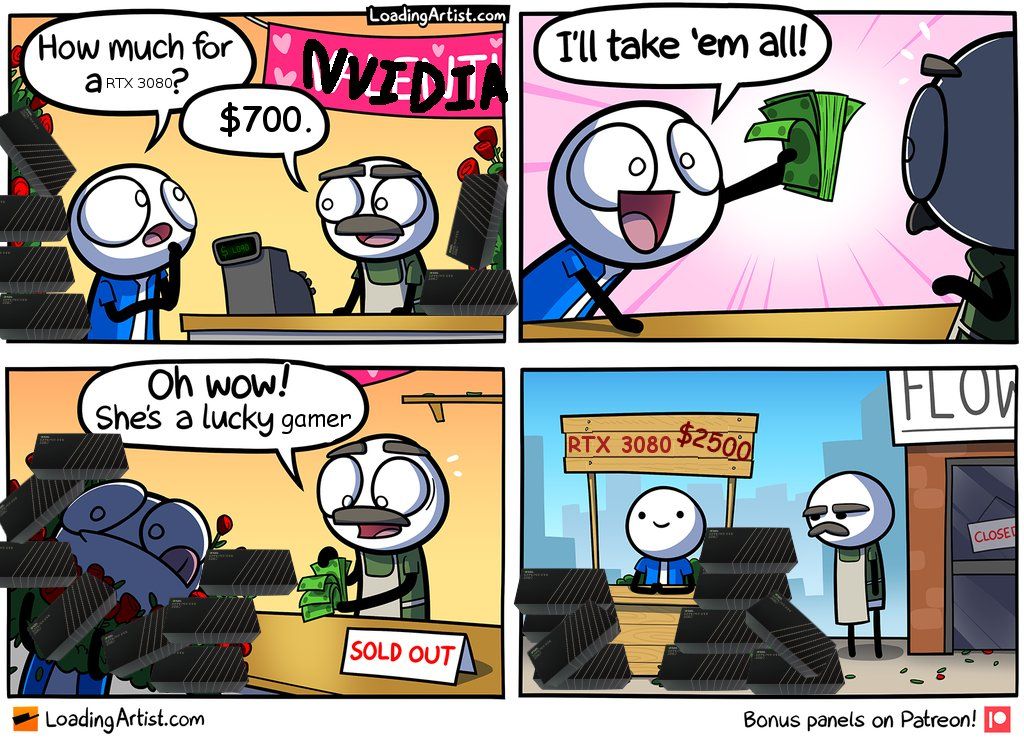 LoadingArtist.com
How much for
a RTX 3080?
NVIDIA
$700.
I'll take 'em all!
Oh wow!
She's a lucky gamer
SOLD OUT
FLOW
RTX 3080 $2500
CLOSE
LoadingArtist.com
Bonus panels on Patreon!